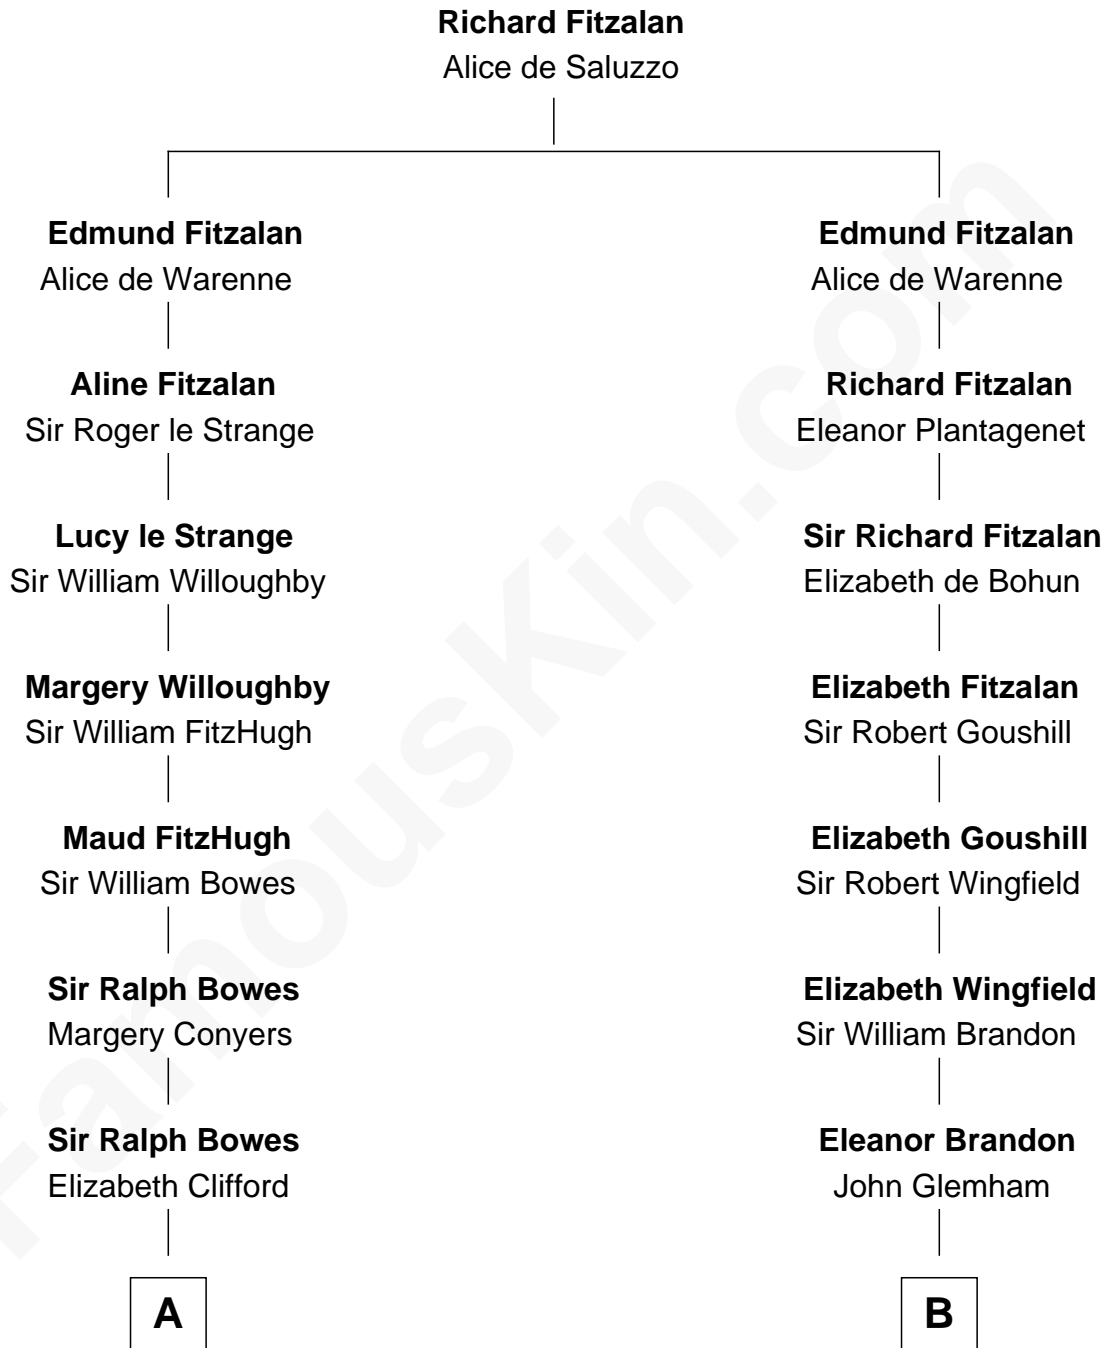 Richard Fitzalan
Alice de Saluzzo
Edmund Fitzalan
Alice de Warenne
Aline Fitzalan
Sir Roger le Strange
Lucy le Strange
Sir William Willoughby
Margery Willoughby
Sir William FitzHugh
Maud FitzHugh
Sir William Bowes
Sir Ralph Bowes
Margery Conyers
Sir Ralph Bowes
Elizabeth Clifford
A
Edmund Fitzalan
Alice de Warenne
Richard Fitzalan
Eleanor Plantagenet
Sir Richard Fitzalan
Elizabeth de Bohun
Elizabeth Fitzalan
Sir Robert Goushill
Elizabeth Goushill
Sir Robert Wingfield
Elizabeth Wingfield
Sir William Brandon
Eleanor Brandon
John Glemham
B
FamousKin.com